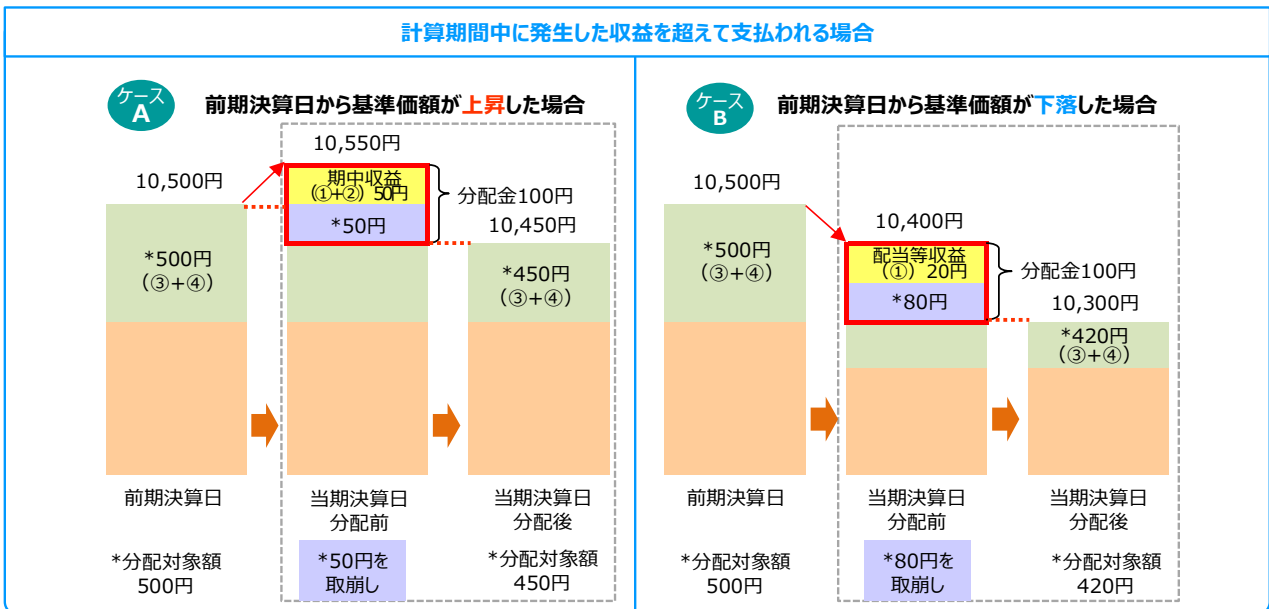 計算期間中に発生した収益を超えて支払われる場合
ケース
A
前期決算日から基準価額が上昇した場合
10,550円
10,500円
期中収益
(①+②) 50円
分配金100円
*50円
10,450円
*500円
(③+④)
*450円
(③+④)
前期決算日
当期決算日
分配前
当期決算日
分配後
*分配対象額
500円
*50円を
取崩し
*分配対象額
450円
ケース
B
前期決算日から基準価額が下落した場合
10,500円
10,400円
配当等収益
(①) 20円
分配金100円
*80円
10,300円
*500円
(③+④)
*420円
(③+④)
前期決算日
当期決算日
分配前
当期決算日
分配後
*分配対象額
500円
*80円を
取崩し
*分配対象額
420円